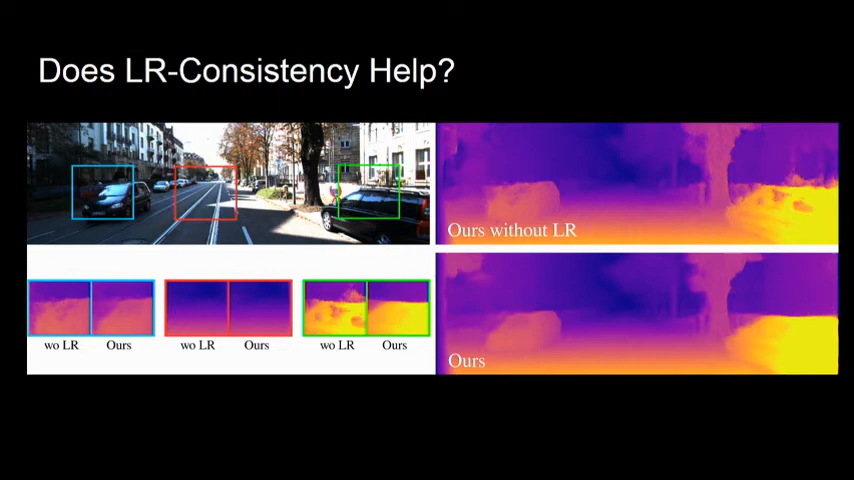 Does LR-Consistency Help?
Ours without LR
Ours
wo LR Ours wo LR Ours wo LR Ours